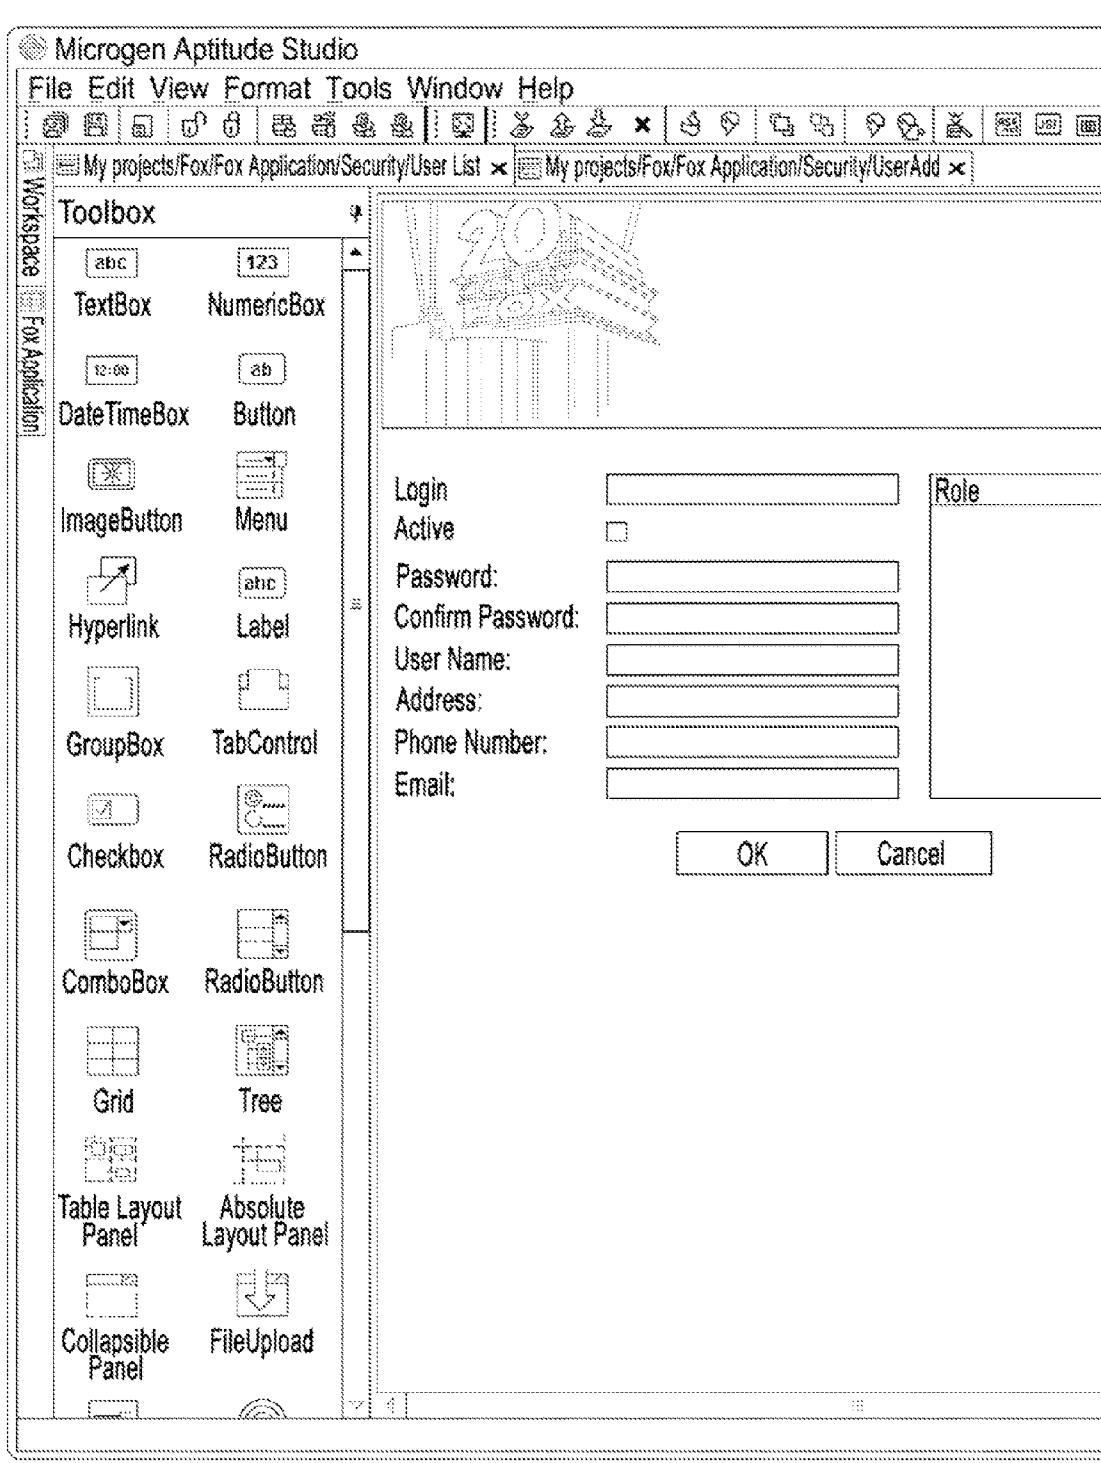 Microgen Aptitude Studio
File Edit View Format Tools Window Help
My projects/Fox/Fox Application/Security/User List
My projects/Fox/Fox Application/Security/UserAdd
Workspace
Fox Application
Toolbox
abc
123
TextBox
NumericBox
12:00
ab
DateTimeBox
Button
ImageButton
Menu
abc
Hyperlink
Label
GroupBox
TabControl
Checkbox
RadioButton
ComboBox
RadioButton
Grid
Tree
Table Layout
Panel
Absolute
Layout Panel
Collapsible
Panel
FileUpload
20
FOX
Login
Active
Password:
Confirm Password:
User Name:
Address:
Phone Number:
Email:
Role
OK
Cancel